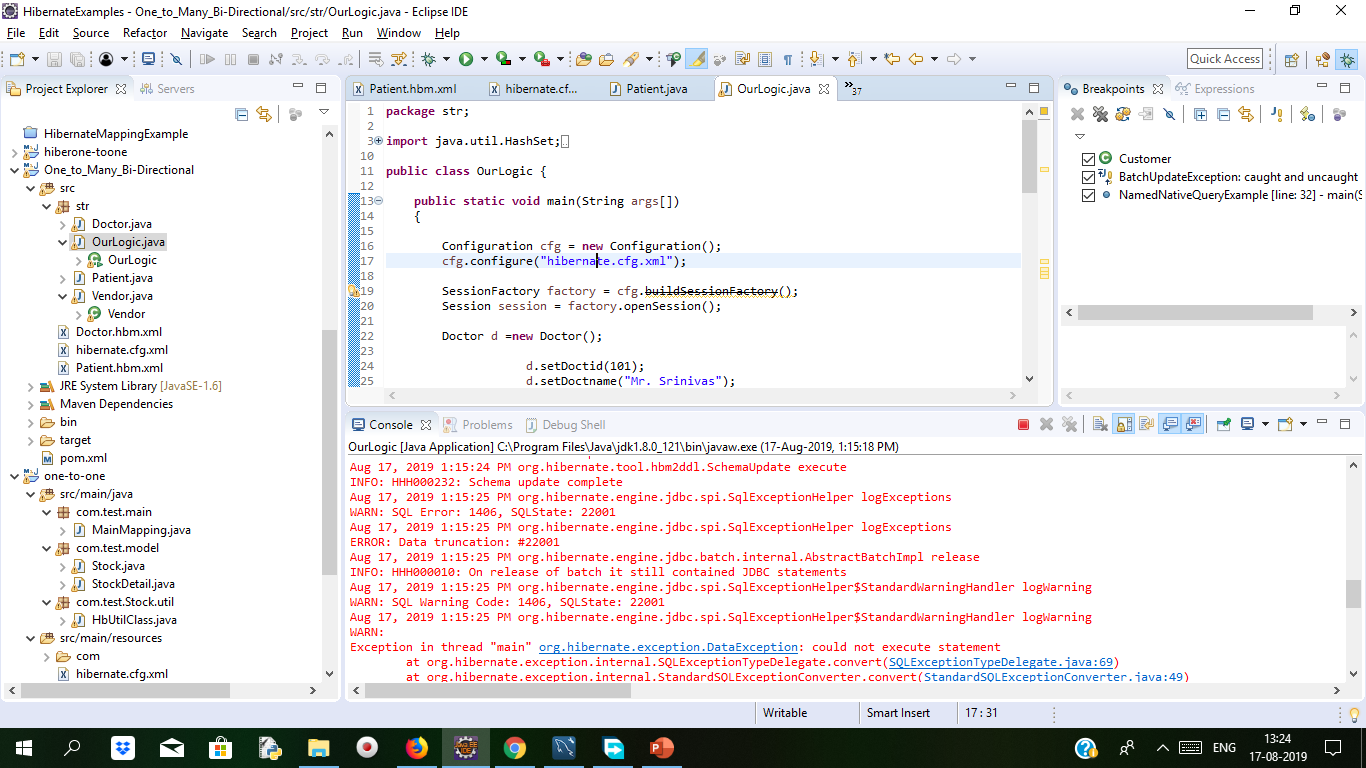 HibernateExamples - One_to_Many_Bi-Directional/src/str/OurLogic.java - Eclipse IDE
File Edit Source Refactor Navigate Search Project Run Window Help
Quick Access
Project Explorer Servers
HibernateMappingExample
hiberone-toone
One_to_Many_Bi-Directional
src
str
Doctor.java
OurLogic.java
OurLogic
Patient.java
Vendor.java
Vendor
Doctor.hbm.xml
hibernate.cfg.xml
Patient.hbm.xml
JRE System Library [JavaSE-1.6]
Maven Dependencies
bin
target
pom.xml
one-to-one
src/main/java
com.test.main
MainMapping.java
com.test.model
Stock.java
StockDetail.java
com.test.Stock.util
HbUtilClass.java
src/main/resources
com
hibernate.cfg.xml
Patient.hbm.xml hibernate.cf... Patient.java OurLogic.java »37
1 package str;
2
3 import java.util.HashSet;
10
11 public class OurLogic {
12
13 public static void main(String args[])
14 {
15
16 Configuration cfg = new Configuration();
17 cfg.configure("hibernate.cfg.xml");
19 SessionFactory factory = cfg.buildSessionFactory();
20 Session session = factory.openSession();
21
22 Doctor d =new Doctor();
23
24 d.setDoctid(101);
25 d.setDoctname("Mr. Srinivas");
Breakpoints Expressions
Customer
BatchUpdateException: caught and uncaught
NamedNativeQueryExample [line: 32] - main(S
Console Problems Debug Shell
OurLogic [Java Application] C:\Program Files\Java\jdk1.8.0_121\bin\javaw.exe (17-Aug-2019, 1:15:18 PM)
Aug 17, 2019 1:15:24 PM org.hibernate.tool.hbm2ddl.SchemaUpdate execute
INFO: HHH000232: Schema update complete
Aug 17, 2019 1:15:25 PM org.hibernate.engine.jdbc.spi.SqlExceptionHelper logExceptions
WARN: SQL Error: 1406, SQLState: 22001
Aug 17, 2019 1:15:25 PM org.hibernate.engine.jdbc.spi.SqlExceptionHelper logExceptions
ERROR: Data truncation: #22001
Aug 17, 2019 1:15:25 PM org.hibernate.engine.jdbc.batch.internal.AbstractBatchImpl release
INFO: HHH000010: On release of batch it still contained JDBC statements
Aug 17, 2019 1:15:25 PM org.hibernate.engine.jdbc.spi.SqlExceptionHelper$StandardWarningHandler logWarning
WARN: SQL Warning Code: 1406, SQLState: 22001
Aug 17, 2019 1:15:25 PM org.hibernate.engine.jdbc.spi.SqlExceptionHelper$StandardWarningHandler logWarning
WARN:
Exception in thread "main" org.hibernate.exception.DataException: could not execute statement
at org.hibernate.exception.internal.SQLExceptionTypeDelegate.convert(SQLExceptionTypeDelegate.java:69)
at org.hibernate.exception.internal.StandardSQLExceptionConverter.convert(StandardSQLExceptionConverter.java:49)
Writable Smart Insert 17 : 31
ENG
13:24
17-08-2019